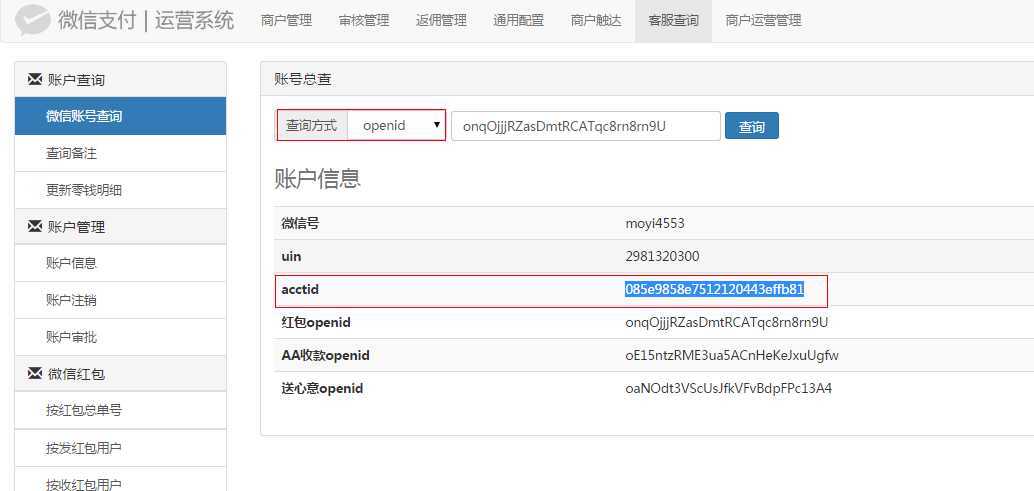 微信支付 | 运营系统 商户管理 审核管理 返佣管理 通用配置 商户触达 客服查询 商户运营管理
账户查询
微信账号查询
查询备注
更新零钱明细
账户管理
账户信息
账户注销
账户审批
微信红包
按红包总单号
按发红包用户
按收红包用户
账号总查
查询方式 openid onqOjjjRZasDmtRCATqc8rn8rn9U 查询
账户信息
微信号 moyi4553
uin 2981320300
acctid 085e9858e7512120443effb81
红包openid onqOjjjRZasDmtRCATqc8rn8rn9U
AA收款openid oE15ntzRME3ua5ACnHeKeJxuUgfw
送心意openid oaNOdt3VScUsJfkVFvBdpFPc13A4